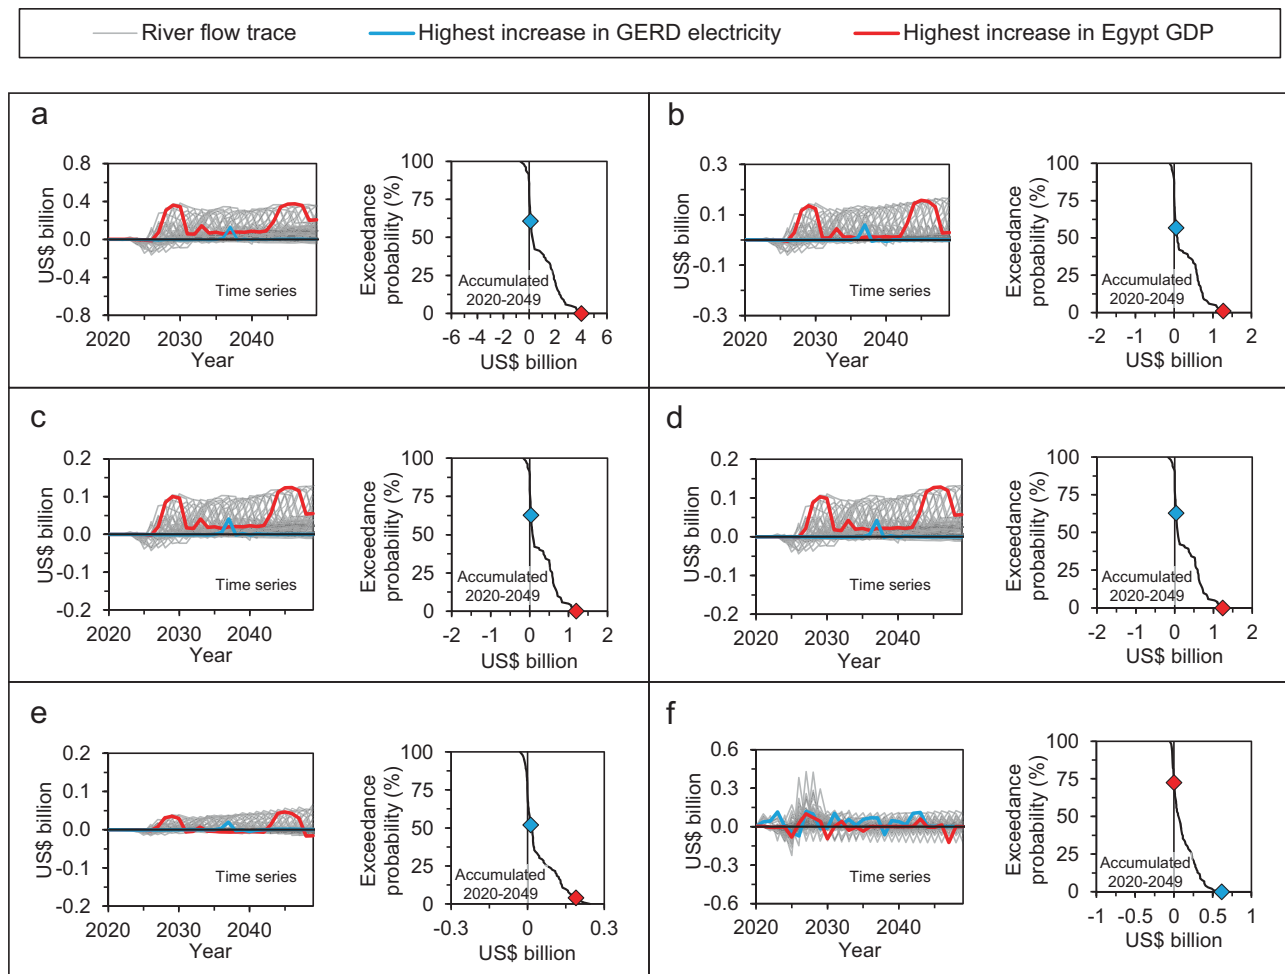 River flow trace
Highest increase in GERD electricity
Highest increase in Egypt GDP
a
US$ billion
0.8
0.4
0.0
-0.4
-0.8
Time series
2020 2030 2040
Year
Exceedance
probability (%)
100
75
50
25
0
Accumulated
2020-2049
-6 -4 -2 0 2 4 6
US$ billion
b
US$ billion
0.3
0.1
-0.1
-0.3
Time series
2020 2030 2040
Year
Exceedance
probability (%)
100
75
50
25
0
Accumulated
2020-2049
-2 -1 0 1 2
US$ billion
c
US$ billion
0.2
0.1
0.0
-0.1
-0.2
Time series
2020 2030 2040
Year
Exceedance
probability (%)
100
75
50
25
0
Accumulated
2020-2049
-2 -1 0 1 2
US$ billion
d
US$ billion
0.2
0.1
0.0
-0.1
-0.2
Time series
2020 2030 2040
Year
Exceedance
probability (%)
100
75
50
25
0
Accumulated
2020-2049
-2 -1 0 1 2
US$ billion
e
US$ billion
0.2
0.1
0.0
-0.1
-0.2
Time series
2020 2030 2040
Year
Exceedance
probability (%)
100
75
50
25
0
Accumulated
2020-2049
-0.3 0 0.3
US$ billion
f
US$ billion
0.6
0.3
0.0
-0.3
-0.6
Time series
2020 2030 2040
Year
Exceedance
probability (%)
100
75
50
25
0
Accumulated
2020-2049
-1 -0.5 0 0.5 1
US$ billion